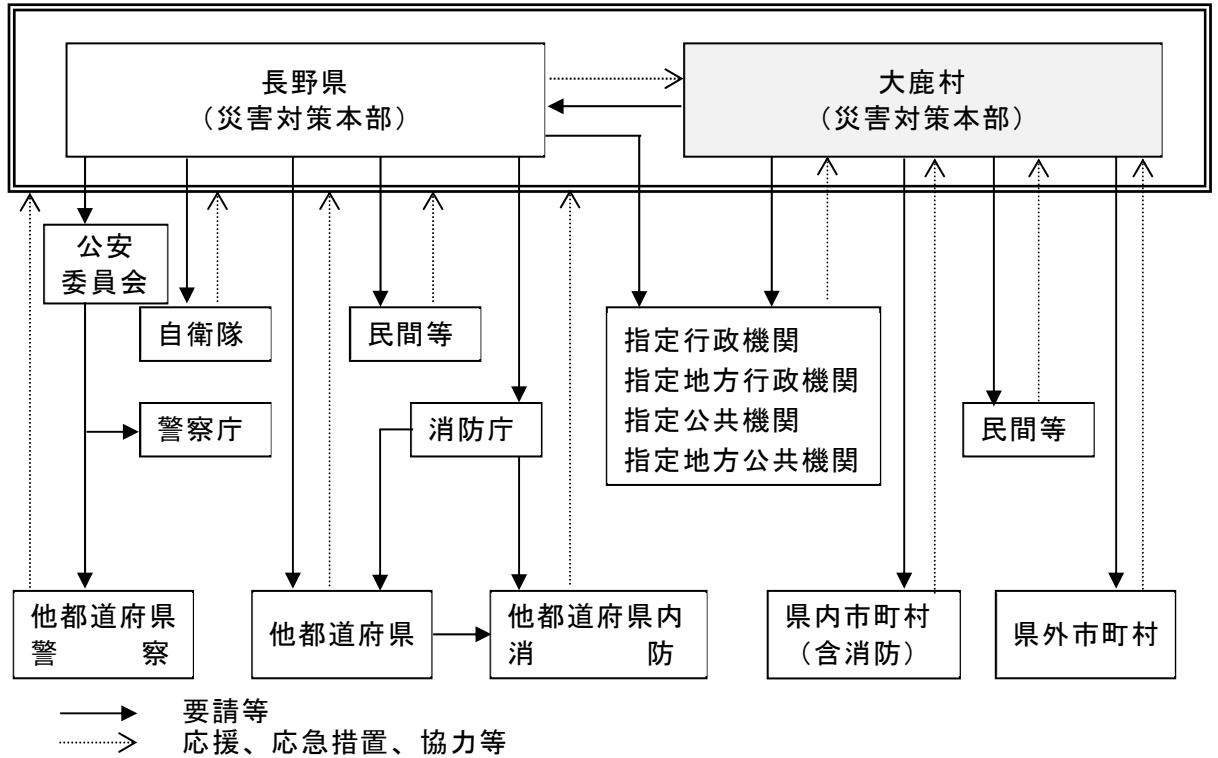 長野県
（災害対策本部）
大鹿村
（災害対策本部）
公安
委員会
自衛隊
民間等
指定行政機関
指定地方行政機関
指定公共機関
指定地方公共機関
警察庁
消防庁
民間等
他都道府県
警察
他都道府県
他都道府県内
消防
県内市町村
（含消防）
県外市町村
要請等
応援、応急措置、協力等